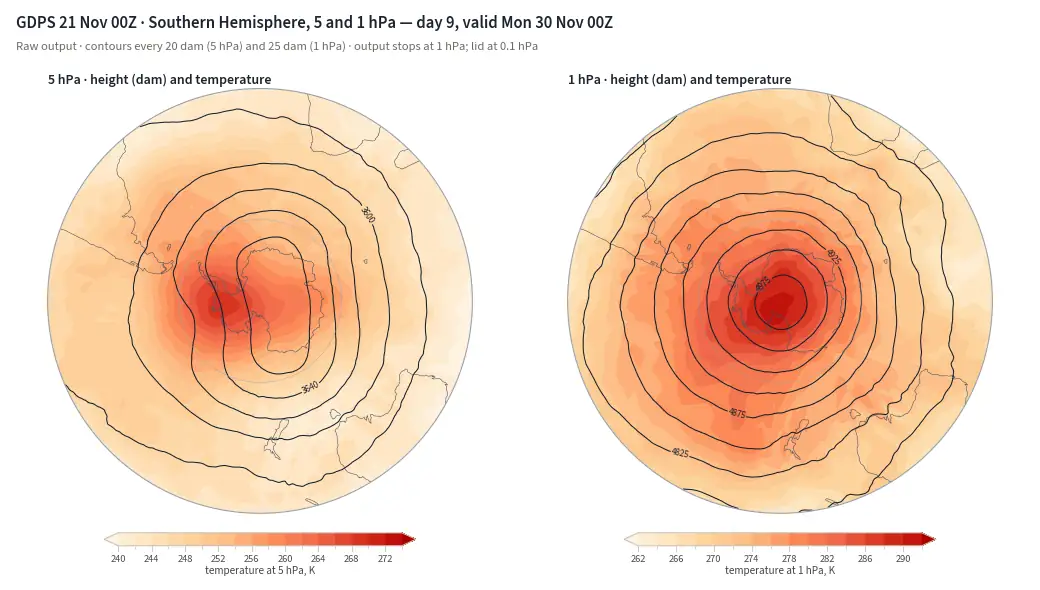 GDPS 21 Nov 00Z · Southern Hemisphere, 5 and 1 hPa — day 9, valid Mon 30 Nov 00Z
Raw output · contours every 20 dam (5 hPa) and 25 dam (1 hPa) · output stops at 1 hPa; lid at 0.1 hPa
5 hPa · height (dam) and temperature
1 hPa · height (dam) and temperature
3600
3640
4925
4975
4875
4825
240 244 248 252 256 260 264 268 272
temperature at 5 hPa, K
262 266 270 274 278 282 286 290
temperature at 1 hPa, K